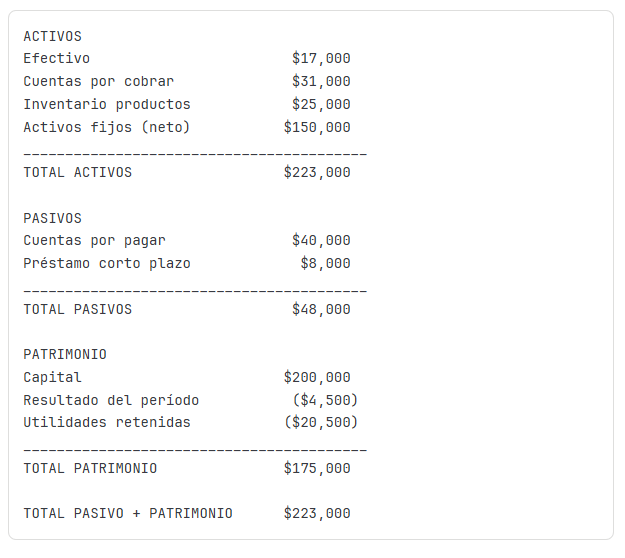 ACTIVOS
Efectivo $17,000
Cuentas por cobrar $31,000
Inventario productos $25,000
Activos fijos (neto) $150,000
_________________________________________
TOTAL ACTIVOS $223,000
PASIVOS
Cuentas por pagar $40,000
Préstamo corto plazo $8,000
_________________________________________
TOTAL PASIVOS $48,000
PATRIMONIO
Capital $200,000
Resultado del período ($4,500)
Utilidades retenidas ($20,500)
_________________________________________
TOTAL PATRIMONIO $175,000
TOTAL PASIVO + PATRIMONIO $223,000